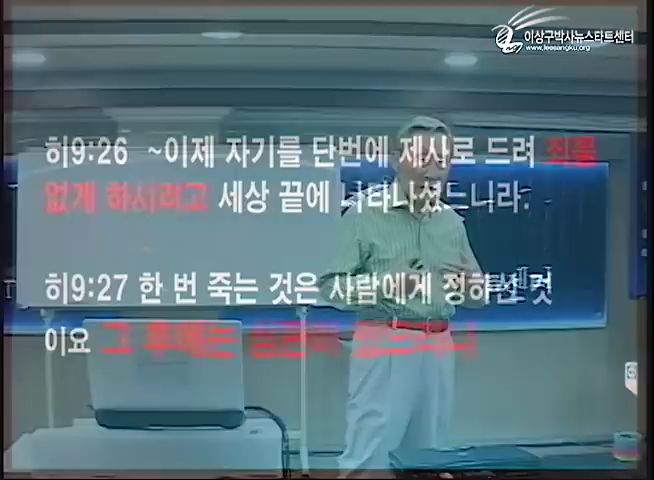 이상구박사뉴스타트센터
www.leesangku.org
히9:26 ~이제 자기를 단번에 제사로 드려 죄를
없게 하시려고 세상 끝에 나타나셨느니라.
히9:27 한 번 죽는 것은 사람에게 정하신 것
이요 그 후에는 심판이 있으리니